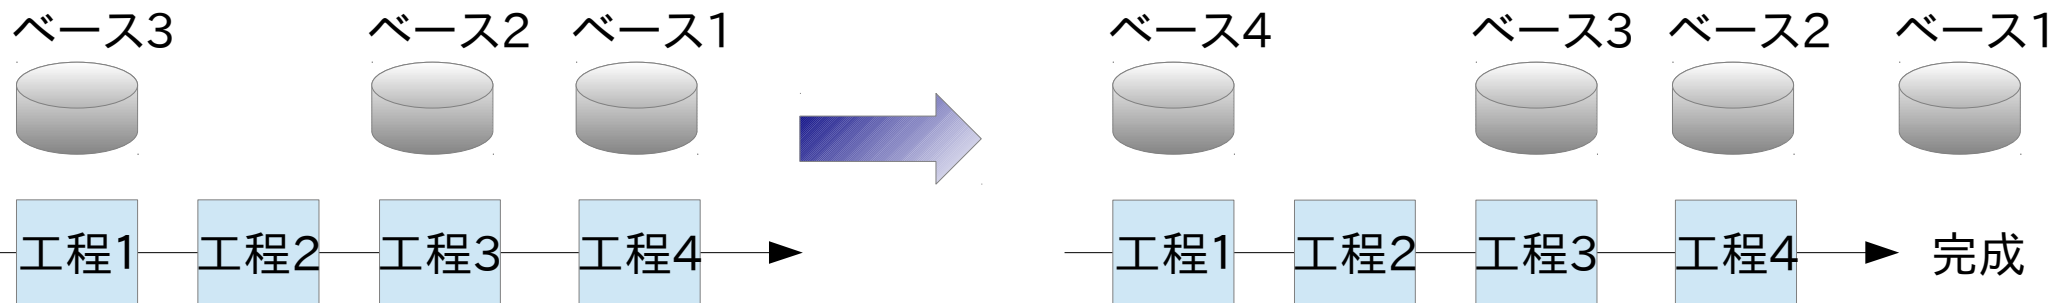 ベース3 ベース2 ベース1 ベース4 ベース3 ベース2 ベース1
工程1 工程2 工程3 工程4 工程1 工程2 工程3 工程4 完成